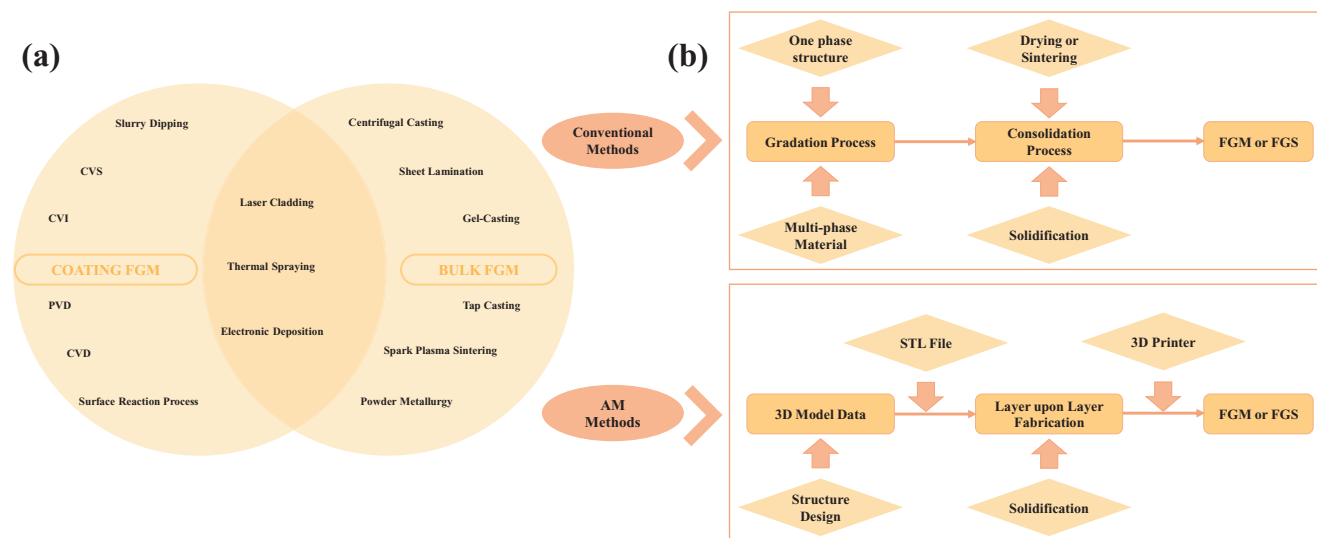 (a)
Slurry Dipping
CVS
CVI
COATING FGM
PVD
CVD
Surface Reaction Process
Laser Cladding
Thermal Spraying
Electronic Deposition
Centrifugal Casting
Sheet Lamination
Gel-Casting
BULK FGM
Tap Casting
Spark Plasma Sintering
Powder Metallurgy
(b)
Conventional
Methods
One phase
structure
Drying or
Sintering
Gradation Process
Consolidation
Process
FGM or FGS
Multi-phase
Material
Solidification
AM
Methods
STL File
3D Printer
3D Model Data
Layer upon Layer
Fabrication
FGM or FGS
Structure
Design
Solidification